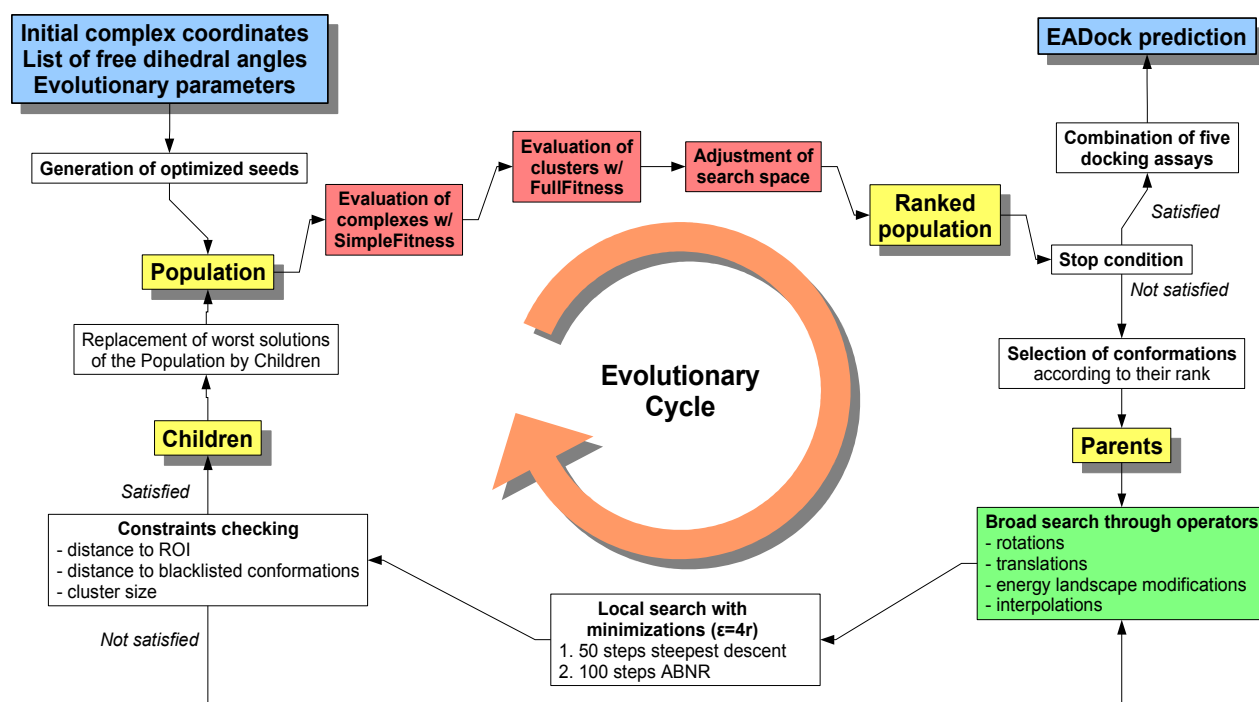 Initial complex coordinates
List of free dihedral angles
Evolutionary parameters
EADock prediction
Generation of optimized seeds
Evaluation of
complexes w/
SimpleFitness
Evaluation of
clusters w/
FullFitness
Adjustment of
search space
Combination of five
docking assays
Ranked
population
Satisfied
Population
Stop condition
Not satisfied
Replacement of worst solutions
of the Population by Children
Evolutionary
Cycle
Selection of conformations
according to their rank
Children
Parents
Satisfied
Constraints checking
- distance to ROI
- distance to blacklisted conformations
- cluster size
Not satisfied
Broad search through operators
- rotations
- translations
- energy landscape modifications
- interpolations
Local search with
minimizations (ε=4r)
1. 50 steps steepest descent
2. 100 steps ABNR